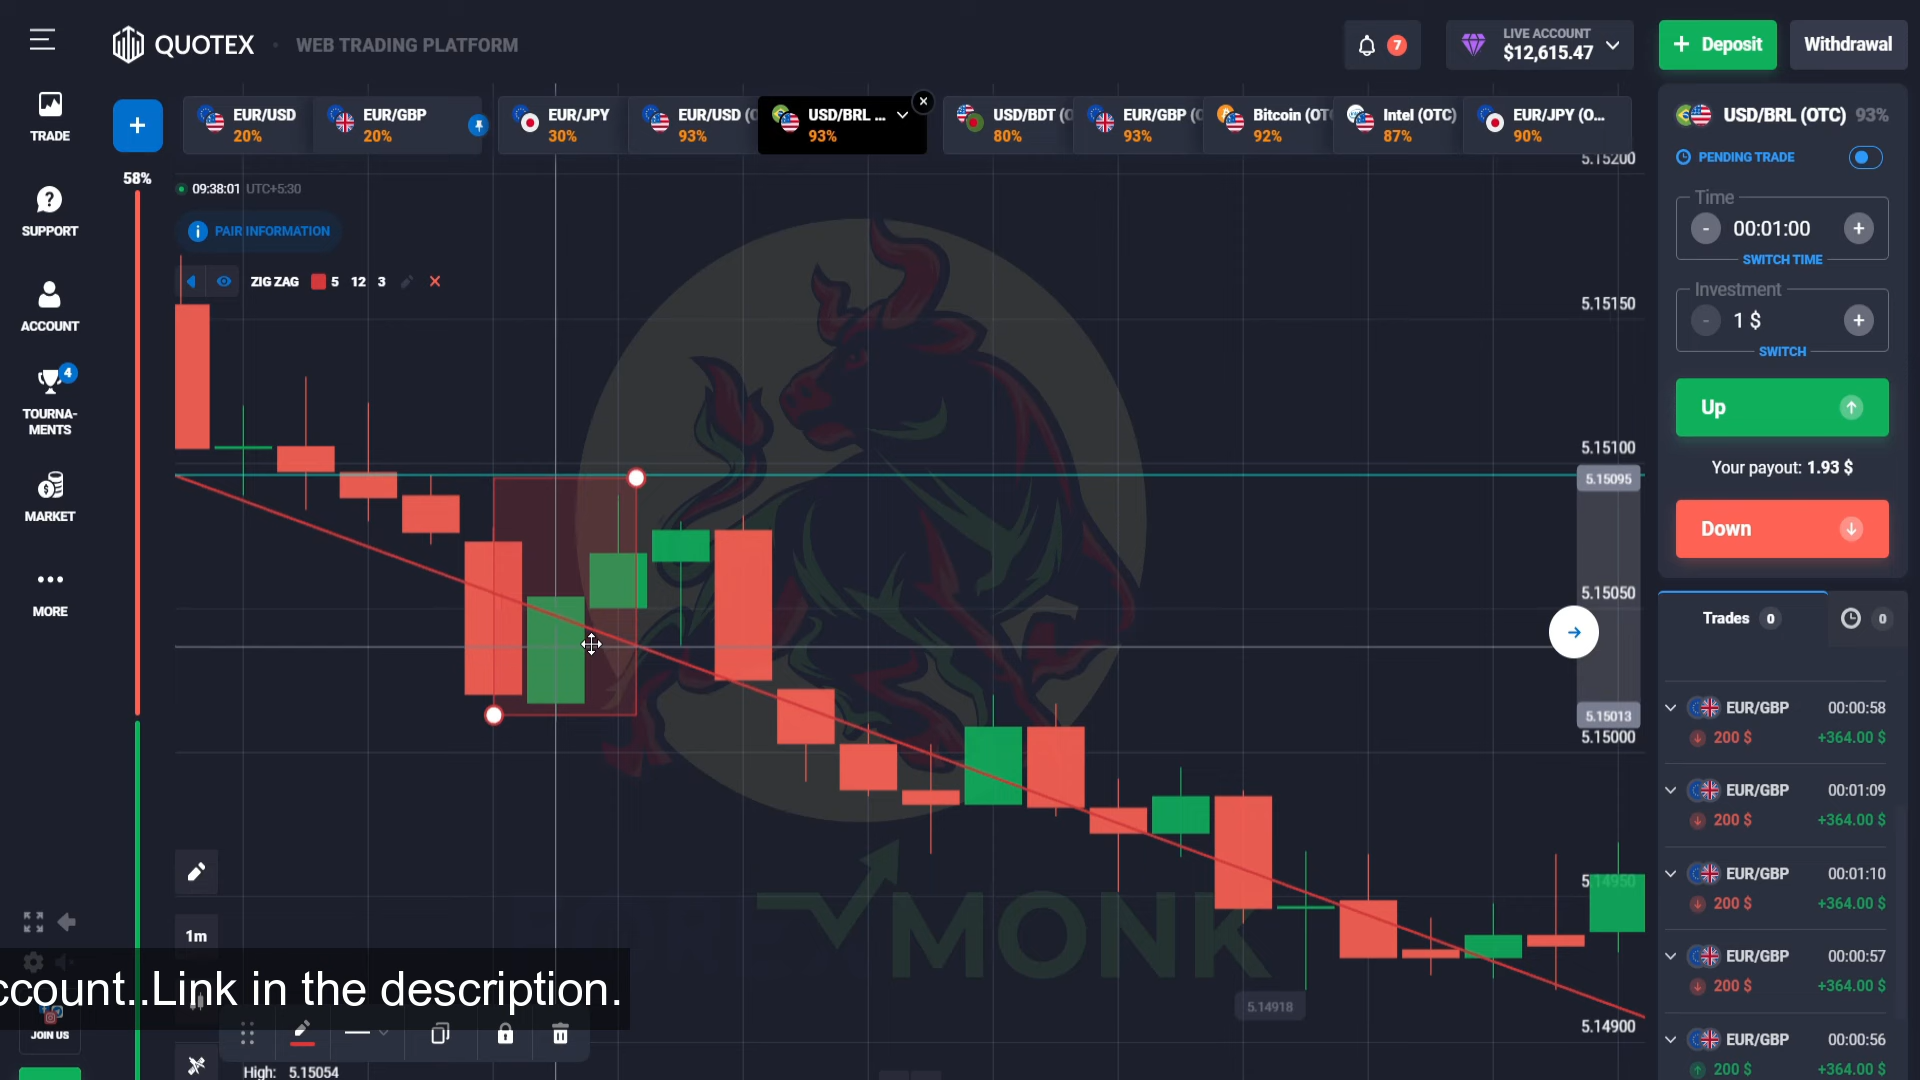 QUOTEX
WEB TRADING PLATFORM
7
LIVE ACCOUNT
$12,615.47
+ Deposit
Withdrawal
TRADE
+
EUR/USD
20%
EUR/GBP
20%
EUR/JPY
30%
EUR/USD (O
93%
USD/BRL ...
93%
USD/BDT (O
80%
EUR/GBP (O
93%
Bitcoin (OT
92%
Intel (OTC)
87%
EUR/JPY (O...
90%
USD/BRL (OTC) 93%
PENDING TRADE
5.15200
58%
09:38:01 UTC+5:30
SUPPORT
PAIR INFORMATION
Time
- 00:01:00 +
SWITCH TIME
ZIG ZAG 5 12 3
ACCOUNT
5.15150
Investment
- 1 $ +
SWITCH
4
TOURNA-
MENTS
Up
5.15100
Your payout: 1.93 $
5.15095
MARKET
Down
MORE
5.15050
Trades 0
0
5.15013
5.15000
EUR/GBP 00:00:58
200 $ +364.00 $
EUR/GBP 00:01:09
200 $ +364.00 $
EUR/GBP 00:01:10
200 $ +364.00 $
EUR/GBP 00:00:57
200 $ +364.00 $
EUR/GBP 00:00:56
200 $ +364.00 $
5.14950
MONK
1m
ccount..Link in the description.
5.14918
JOIN US
5.14900
High: 5.15054